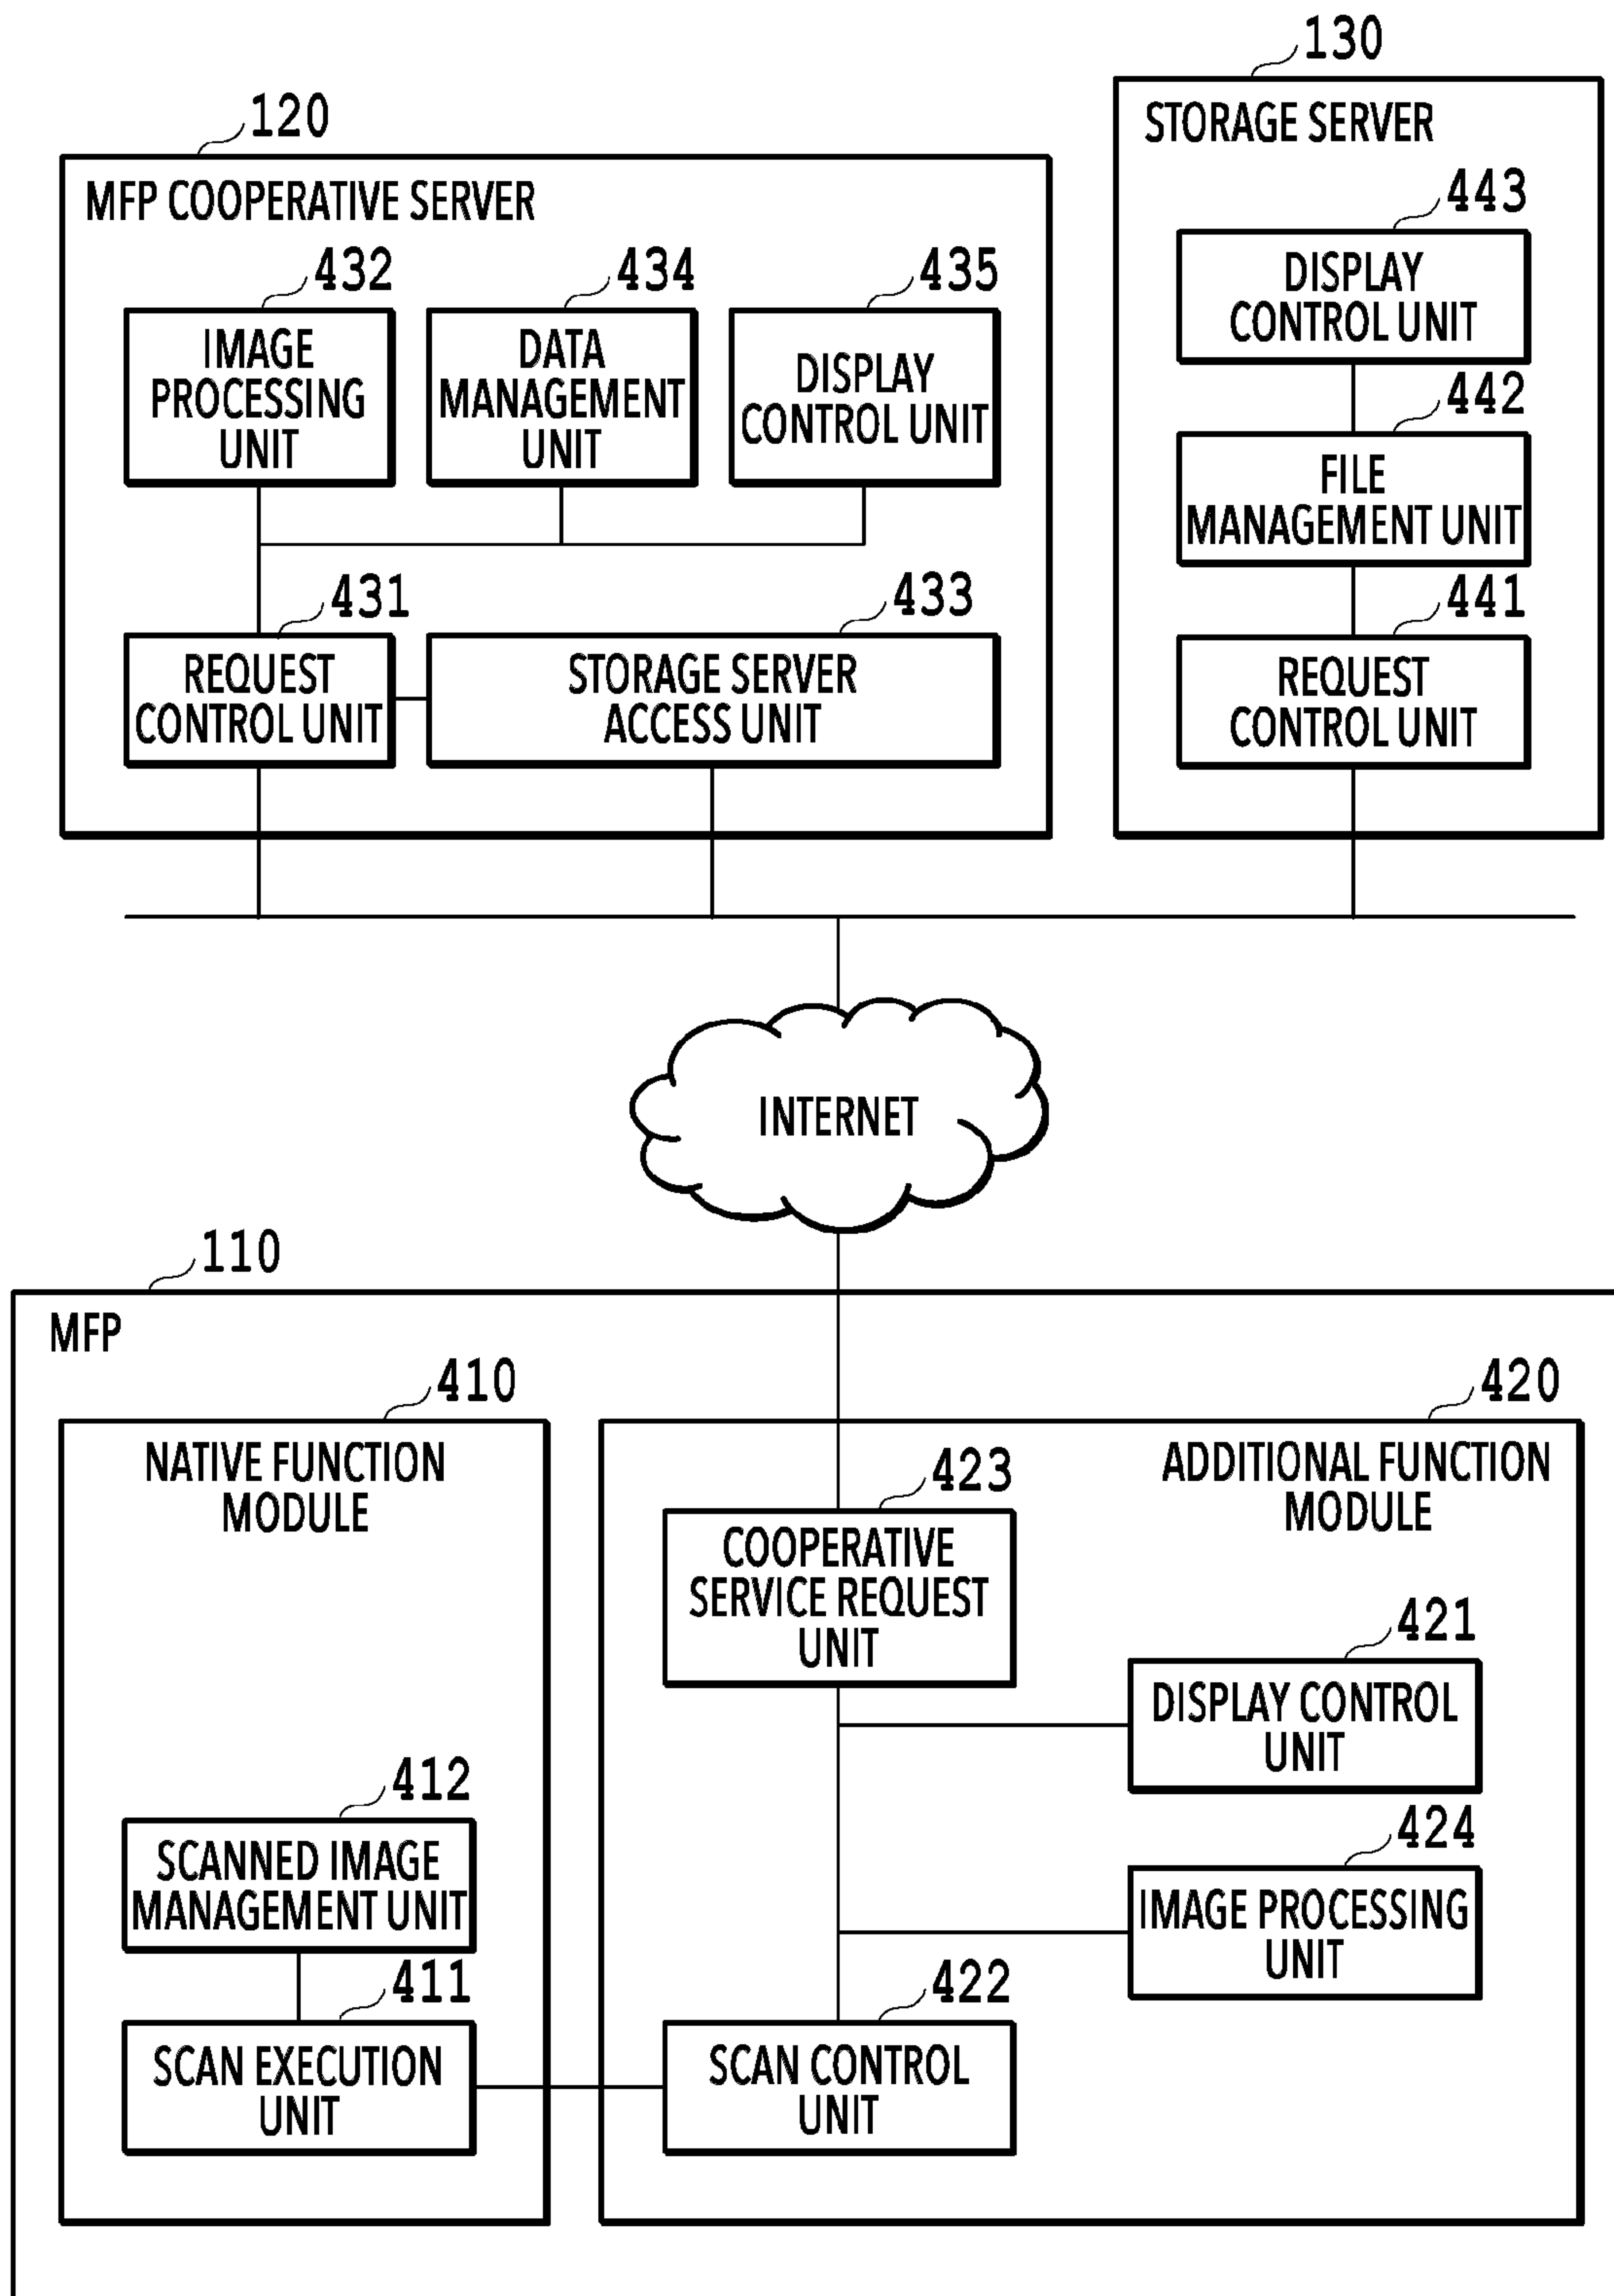 130
STORAGE SERVER
443
DISPLAY
CONTROL UNIT
442
FILE
MANAGEMENT UNIT
441
REQUEST
CONTROL UNIT
120
MFP COOPERATIVE SERVER
432
IMAGE
PROCESSING
UNIT
434
DATA
MANAGEMENT
UNIT
435
DISPLAY
CONTROL UNIT
431
REQUEST
CONTROL UNIT
433
STORAGE SERVER
ACCESS UNIT
INTERNET
110
MFP
410
NATIVE FUNCTION
MODULE
412
SCANNED IMAGE
MANAGEMENT UNIT
411
SCAN EXECUTION
UNIT
420
ADDITIONAL FUNCTION
MODULE
423
COOPERATIVE
SERVICE REQUEST
UNIT
421
DISPLAY CONTROL
UNIT
424
IMAGE PROCESSING
UNIT
422
SCAN CONTROL
UNIT